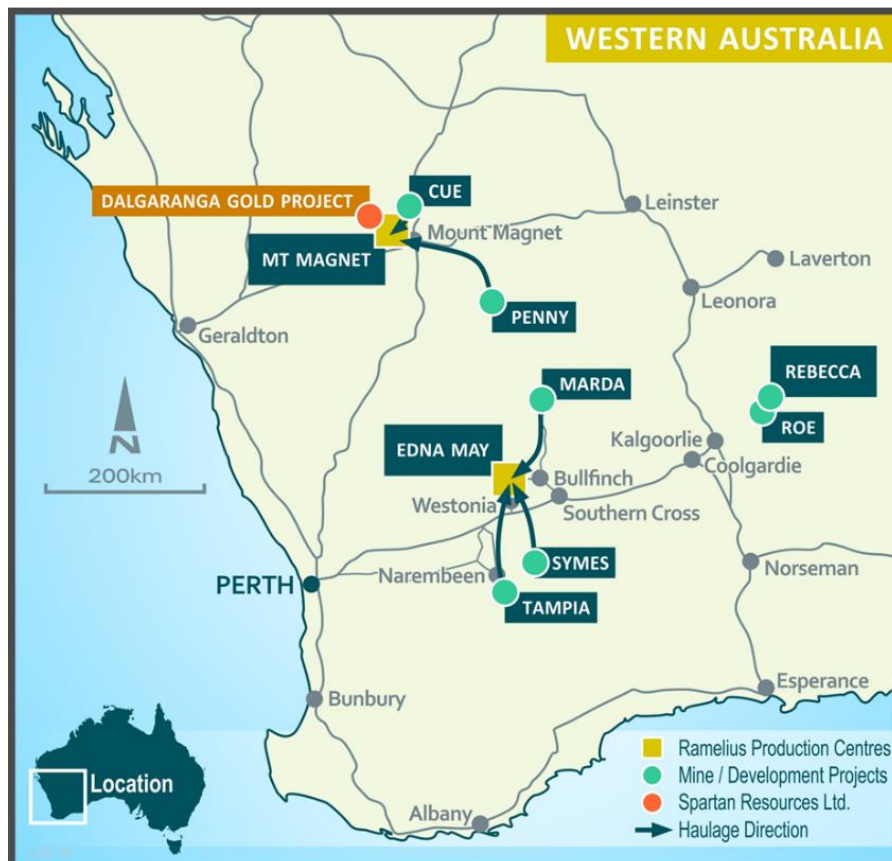 WESTERN AUSTRALIA
CUE
DALGARANGA GOLD PROJECT
Leinster
Mount Magnet
MT MAGNET
Laverton
Leonora
PENNY
Geraldton
REBECCA
MARDA
ROE
N
EDNA MAY
Kalgoorlie
200km
Coolgardie
Bullfinch
Westonia
Southern Cross
SYMES
Norseman
PERTH
Narembeen
TAMPIA
Esperance
Bunbury
Ramelius Production Centres
Location
Mine / Development Projects
Spartan Resources Ltd.
Albany
Haulage Direction